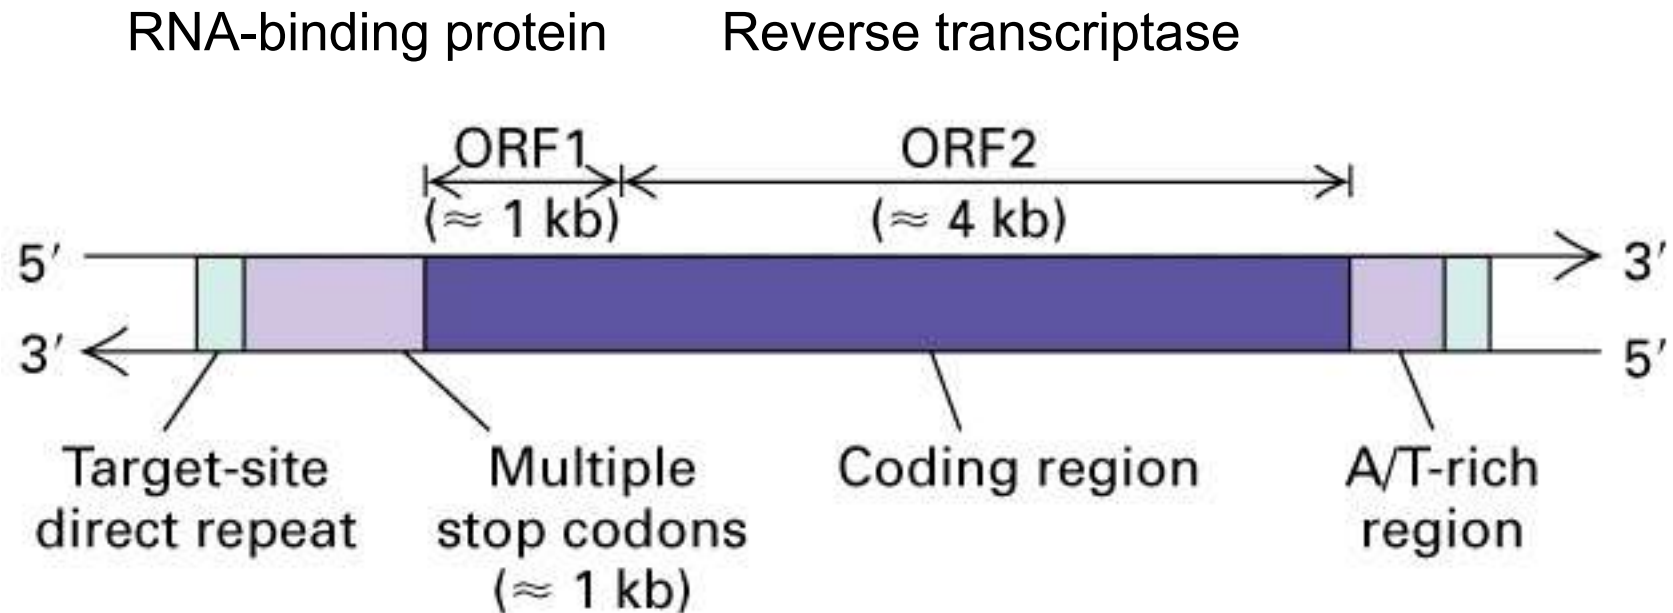 RNA-binding protein Reverse transcriptase
ORF1 ORF2
(≈ 1 kb) (≈ 4 kb)
5′ 3′
3′ 5′
Target-site
direct repeat
Multiple
stop codons
(≈ 1 kb)
Coding region
A/T-rich
region